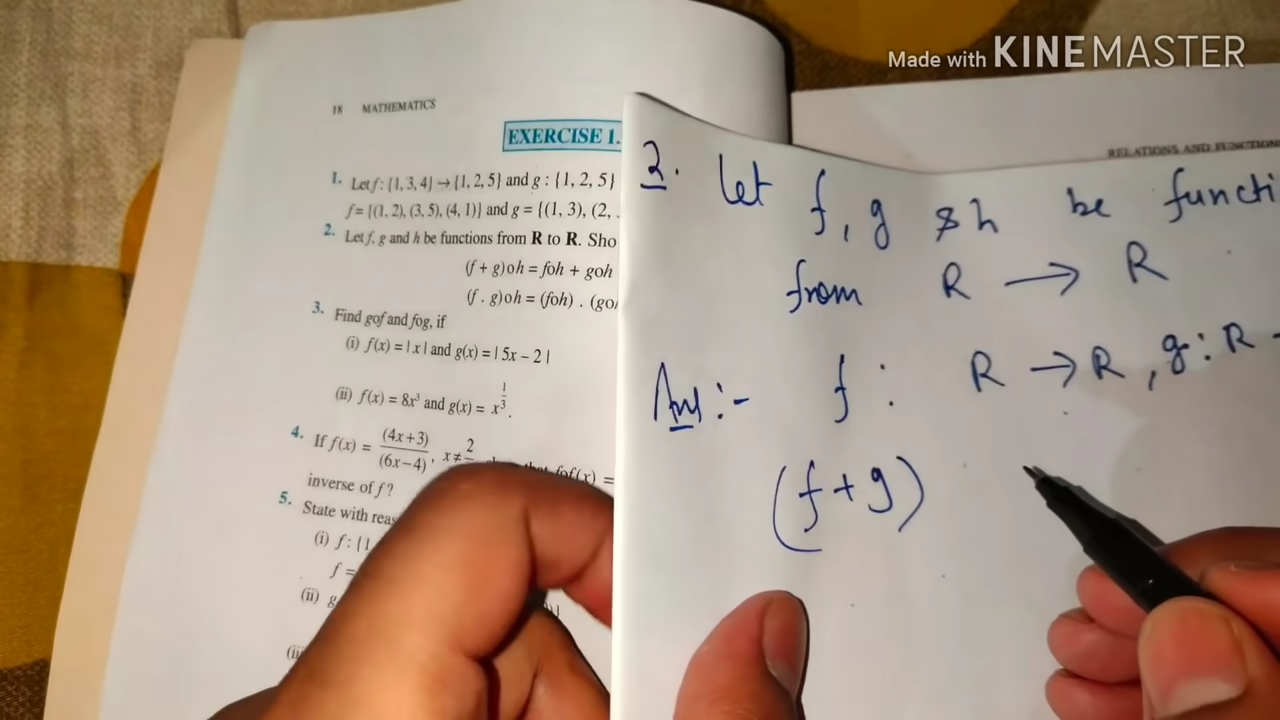 Made with KINEMASTER
18 MATHEMATICS
EXERCISE 1.
RELATIONS AND FUNCTION
1. Let f : {1, 3, 4} → {1, 2, 5} and g : {1, 2, 5}
f = {(1, 2), (3, 5), (4, 1)} and g = {(1, 3), (2,
2. Let f, g and h be functions from R to R. Sho
(f + g)oh = foh + goh
(f . g)oh = (foh) . (go
3. Find gof and fog, if
(i) f(x) = | x | and g(x) = | 5x – 2 |
(ii) f(x) = 8x³ and g(x) = x^(1/3).
4. If f(x) = (4x+3)/(6x–4), x ≠ 2 fof(x) =
inverse of f?
5. State with reas
(i) f : {1
f =
(ii) g
2. Let f, g & h be functi
from R → R
Ans :- f : R → R, g : R
(f + g)